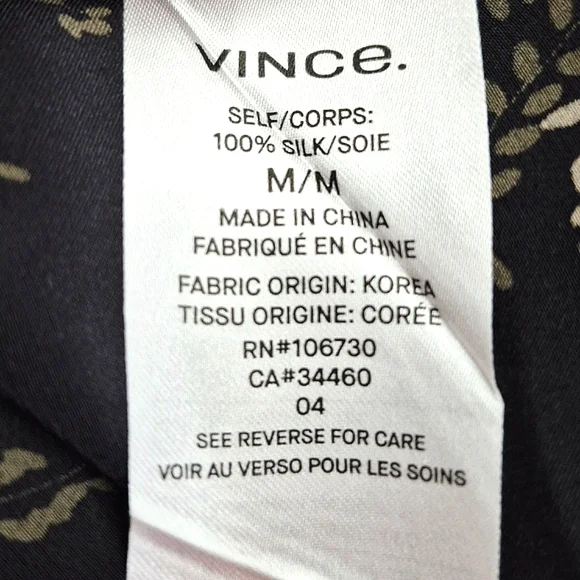 VINCe.
SELF/CORPS:
100% SILK/SOIE
M/M
MADE IN CHINA
FABRIQUÉ EN CHINE
FABRIC ORIGIN: KOREA
TISSU ORIGINE: CORÉE
RN#106730
CA#34460
04
SEE REVERSE FOR CARE
VOIR AU VERSO POUR LES SOINS